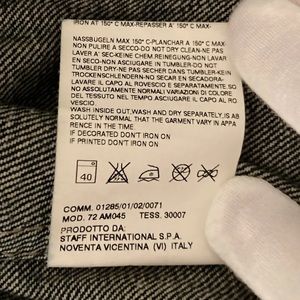 IRON AT 150° C MAX-REPASSER A' 150° C MAX-
NASSBÜGELN MAX 150° C-PLANCHAR A 150° C MAX-
NON PULIRE A SECCO-DO NOT DRY CLEAN-NE PAS
LAVER A' SEC-KEINE CHEM.REINIGUNG-NON LAVAR
EN SECO-NON ASCIUGARE IN TUMBLER-DO NOT
TUMBLE DRY-NE PAS SECHER DANS TUMBLER-KEIN
TROCKENSCHLENDERN-NO SECAR EN TUMBLER-
LAVARE IL CAPO AL ROVESCIO E SEPARATAMENTE. SO-
NO ASSOLUTAMENTE NORMALI VARIAZIONI DI COLORE
DEL TESSUTO NEL TEMPO ASCIUGARE IL CAPO AL RO-
VESCIO
WASH INSIDE OUT,WASH AND DRY SEPARATELY,IS AB
SOLUTELY NORMAL THAT THE GARMENT VARY IN APPA
RENCE IN THE TIME.
IF DECORATED DON'T IRON ON
IF PRINTED DON'T IRON ON
40
COMM. 01285/01/02/0071
MOD. 72 AM045 TESS. 30007
PRODOTTO DA:
STAFF INTERNATIONAL S.P.A.
NOVENTA VICENTINA (VI) ITALY